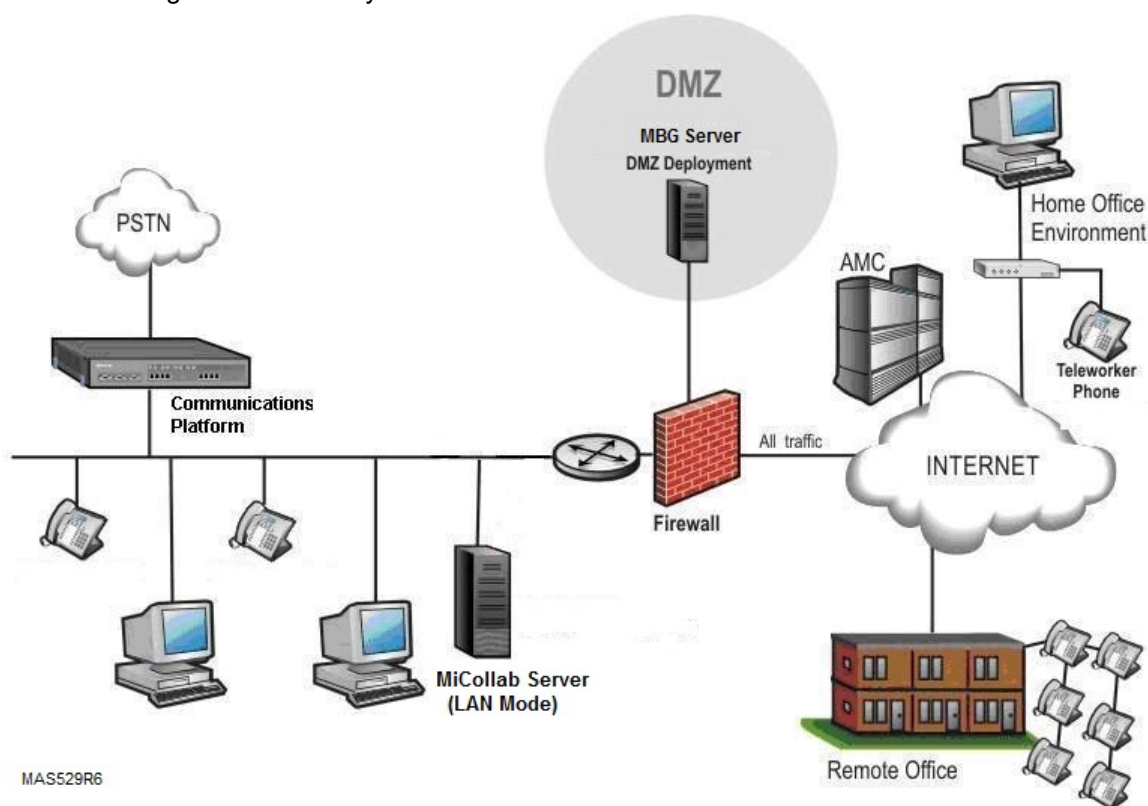 DMZ
MBG Server
DMZ Deployment
PSTN
Communications
Platform
AMC
Home Office
Environment
Teleworker
Phone
All traffic
INTERNET
Firewall
MiCollab Server
(LAN Mode)
Remote Office
MAS529R6